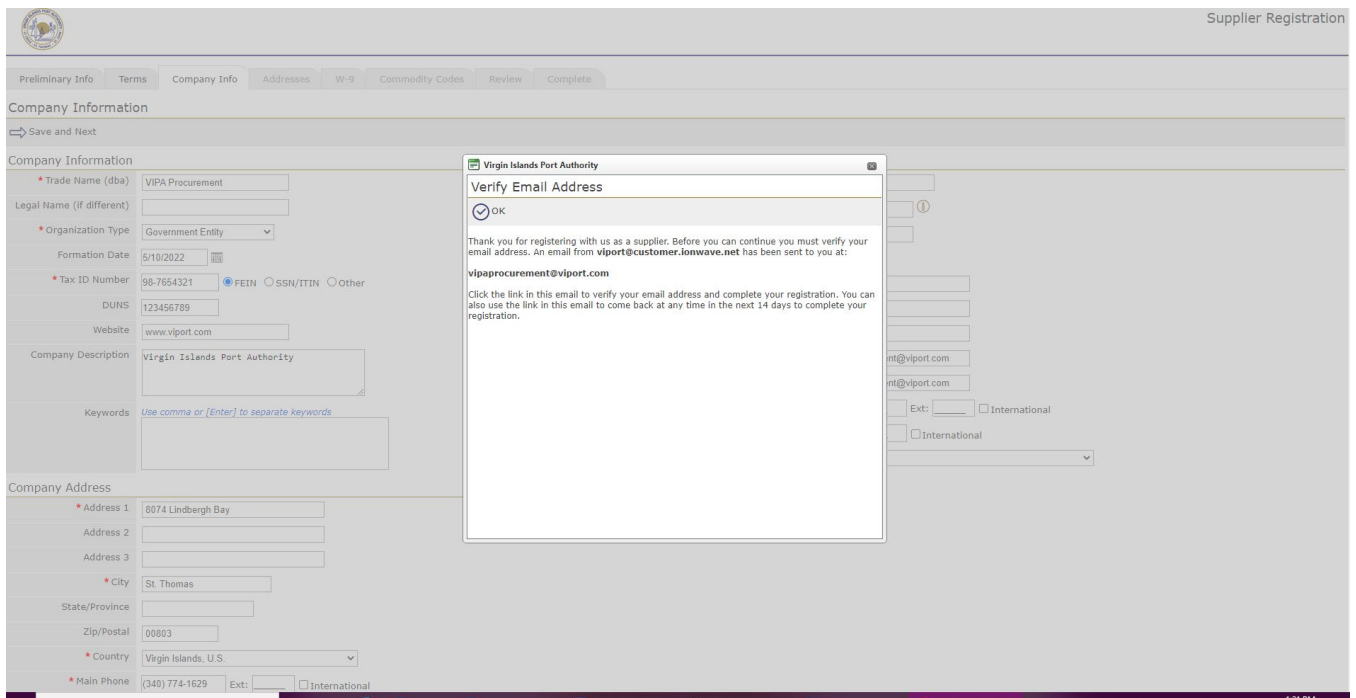 Supplier Registration
Preliminary Info Terms Company Info Addresses W-9 Commodity Codes Review Complete
Company Information
Save and Next
Company Information
* Trade Name (dba) VIPA Procurement
Legal Name (if different)
* Organization Type Government Entity
Formation Date 5/10/2022
* Tax ID Number 98-7654321 FEIN SSN/ITIN Other
DUNS 123456789
Website www.viport.com
Company Description Virgin Islands Port Authority
Keywords Use comma or [Enter] to separate keywords
Company Address
* Address 1 8074 Lindbergh Bay
Address 2
Address 3
* City St. Thomas
State/Province
Zip/Postal 00803
* Country Virgin Islands, U.S.
* Main Phone (340) 774-1629 Ext: International
Virgin Islands Port Authority
Verify Email Address
OK
Thank you for registering with us as a supplier. Before you can continue you must verify your
email address. An email from viport@customer.ionwave.net has been sent to you at:
vipaprocurement@viport.com
Click the link in this email to verify your email address and complete your registration. You can
also use the link in this email to come back at any time in the next 14 days to complete your
registration.
nt@viport.com
nt@viport.com
Ext: International
International